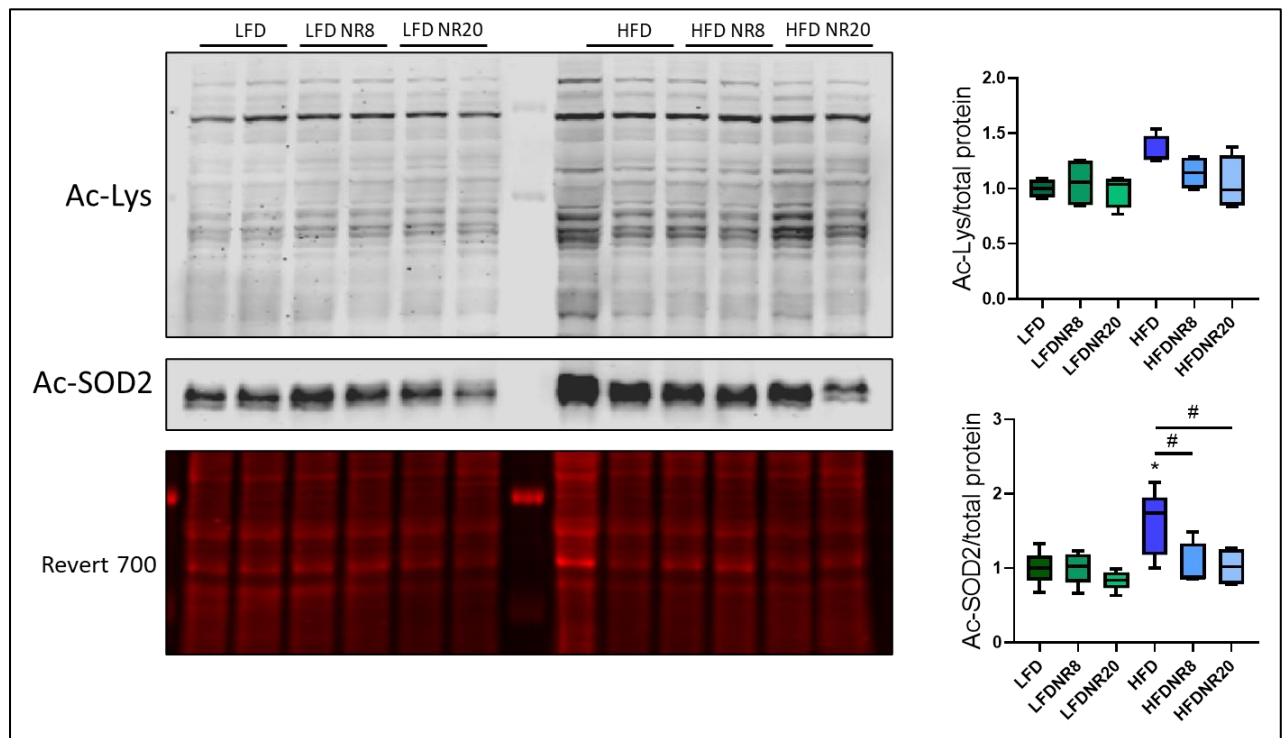 LFD LFD NR8 LFD NR20 HFD HFD NR8 HFD NR20
Ac-Lys
Ac-SOD2
Revert 700
Ac-Lys/total protein
2.0
1.5
1.0
0.5
0.0
LFD
LFDNR8
LFDNR20
HFD
HFDNR8
HFDNR20
Ac-SOD2/total protein
3
2
1
0
#
#
*
LFD
LFDNR8
LFDNR20
HFD
HFDNR8
HFDNR20